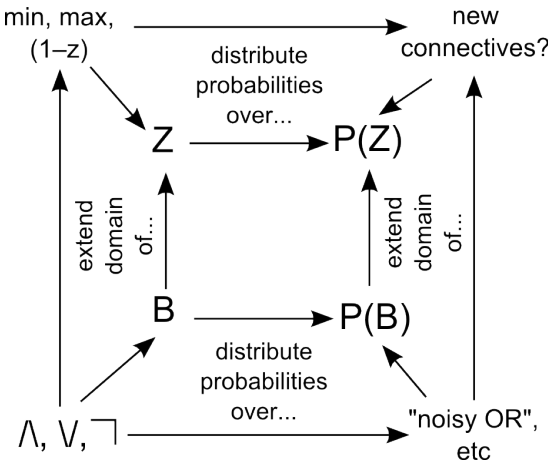 min, max,
(1–z)
new
connectives?
distribute
probabilities
over...
Z
P(Z)
extend
domain
of...
extend
domain
of...
B
P(B)
distribute
probabilities
over...
/\, \/, ¬
"noisy OR",
etc